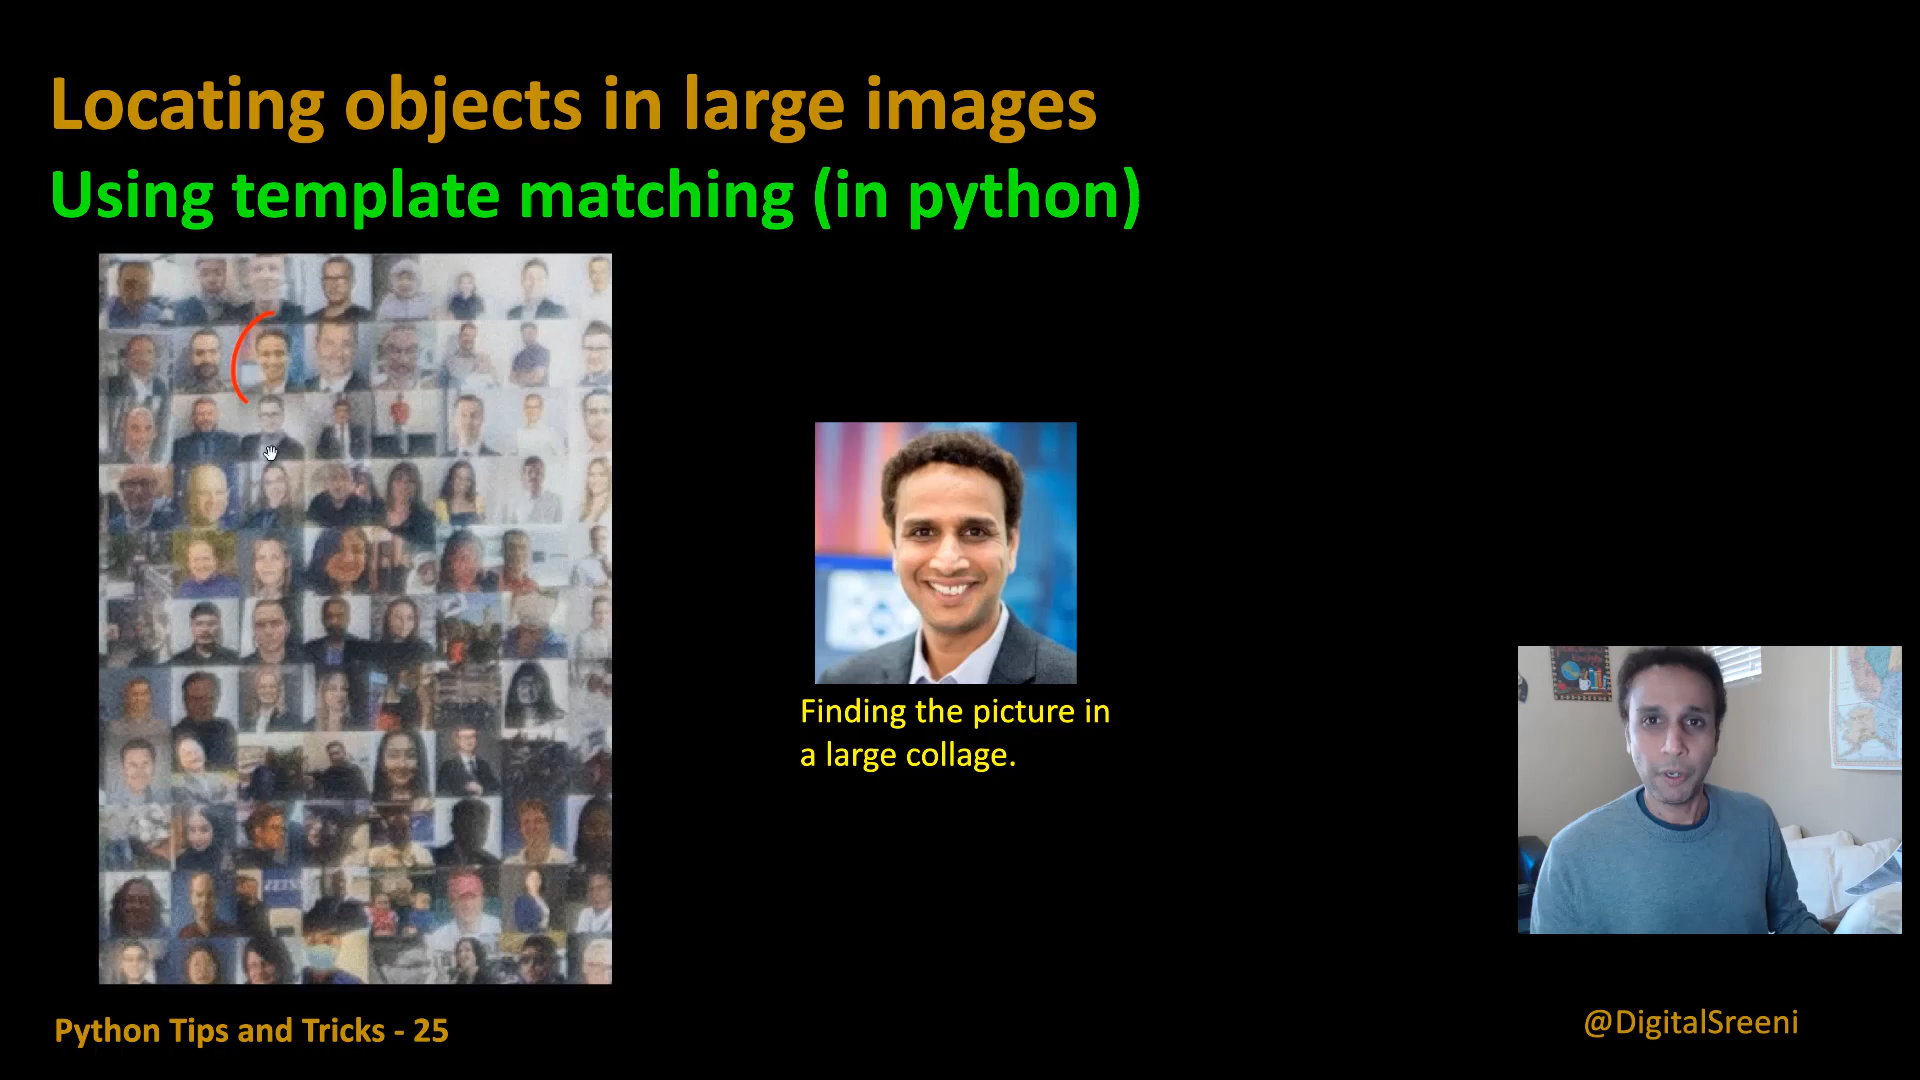 Locating objects in large images
Using template matching (in python)
Finding the picture in
a large collage.
Python Tips and Tricks - 25
@DigitalSreeni